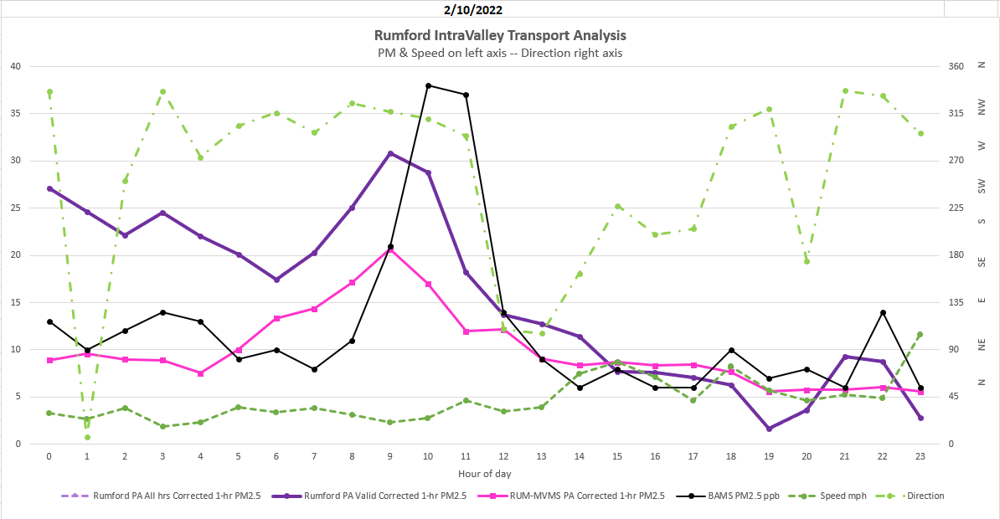 2/10/2022
Rumford IntraValley Transport Analysis
PM & Speed on left axis -- Direction right axis
40
35
30
25
20
15
10
5
0
360
315
270
225
180
135
90
45
0
N
NW
W
SW
S
SE
E
NE
N
0 1 2 3 4 5 6 7 8 9 10 11 12 13 14 15 16 17 18 19 20 21 22 23
Hour of day
Rumford PA All hrs Corrected 1-hr PM2.5 Rumford PA Valid Corrected 1-hr PM2.5 RUM-MVMS PA Corrected 1-hr PM2.5 BAMS PM2.5 ppb Speed mph Direction